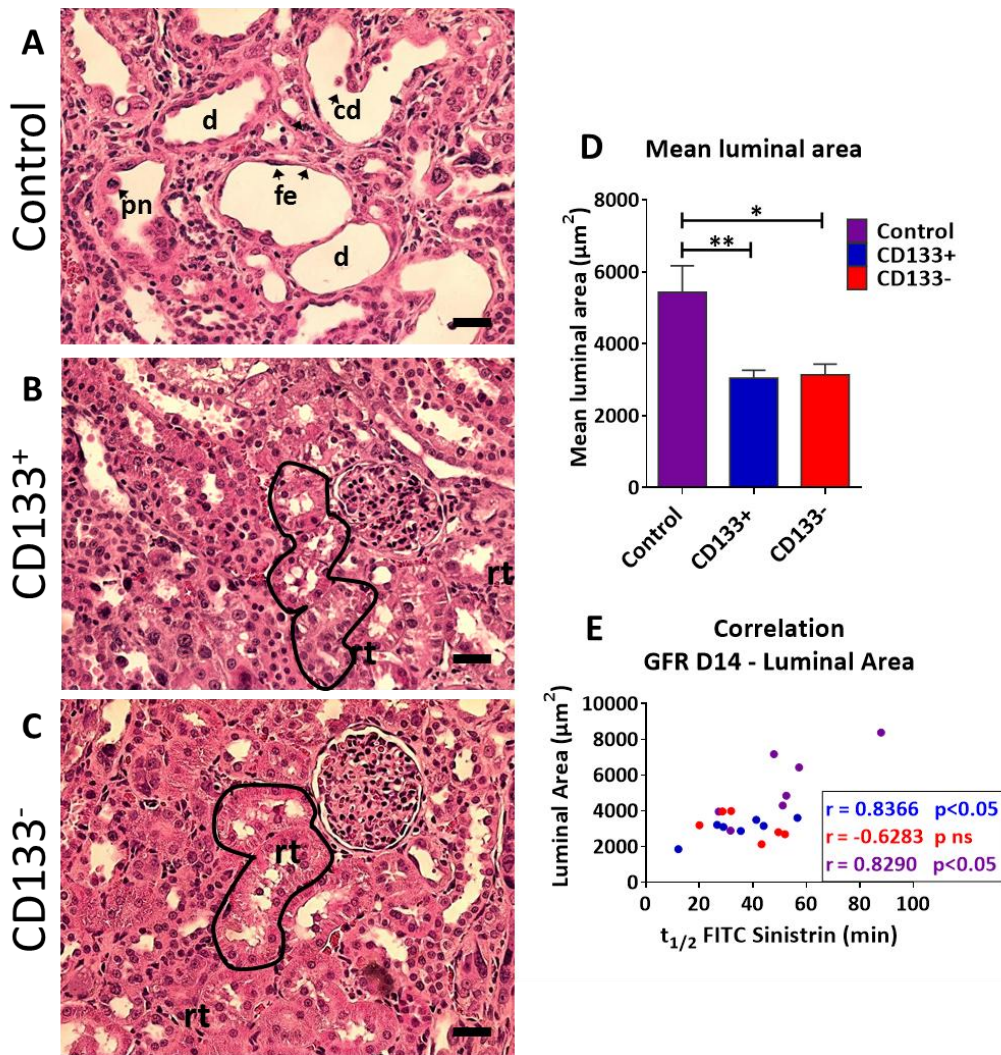 A
Control
d
cd
pn
fe
d
B
CD133+
rt
rt
C
CD133-
rt
rt
D Mean luminal area
Mean luminal area (µm²)
8000
6000
4000
2000
0
*
**
Control
CD133+
CD133-
Control
CD133+
CD133-
E Correlation
GFR D14 - Luminal Area
Luminal Area (µm²)
10000
8000
6000
4000
2000
0
r = 0.8366 p<0.05
r = -0.6283 p ns
r = 0.8290 p<0.05
0 20 40 60 80 100
t1/2 FITC Sinistrin (min)